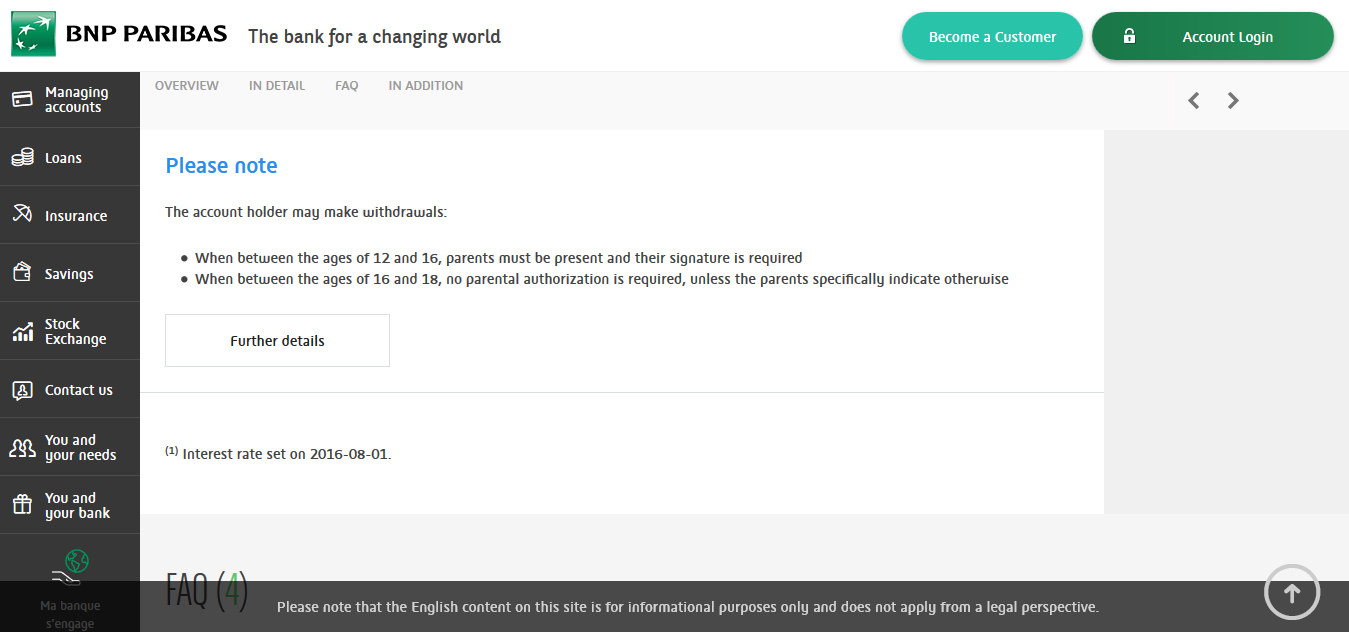 BNP PARIBAS
The bank for a changing world
Become a Customer
Account Login
Managing
accounts
Loans
Insurance
Savings
Stock
Exchange
Contact us
You and
your needs
You and
your bank
Ma banque
s'engage
OVERVIEW
IN DETAIL
FAQ
IN ADDITION
Please note
The account holder may make withdrawals:
• When between the ages of 12 and 16, parents must be present and their signature is required
• When between the ages of 16 and 18, no parental authorization is required, unless the parents specifically indicate otherwise
Further details
(1) Interest rate set on 2016-08-01.
FAQ (4)
Please note that the English content on this site is for informational purposes only and does not apply from a legal perspective.